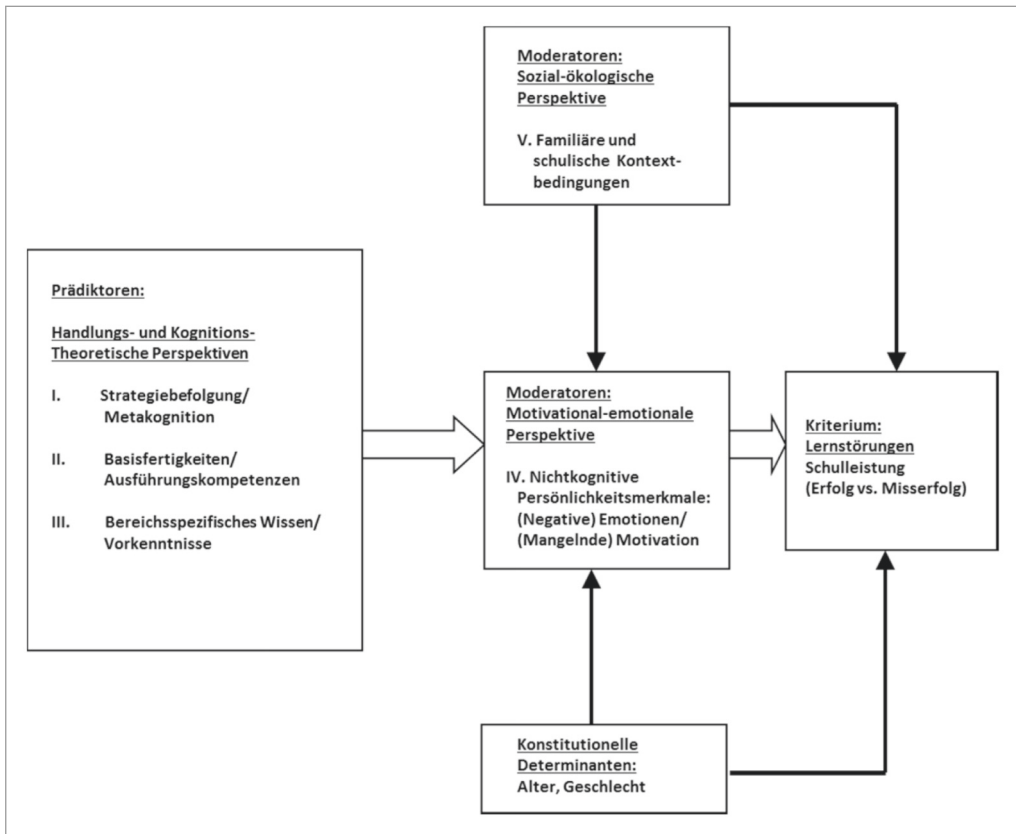 Moderatoren:
Sozial-ökologische
Perspektive
V. Familiäre und
schulische Kontext-
bedingungen
Prädiktoren:
Handlungs- und Kognitions-
Theoretische Perspektiven
I. Strategiebefolgung/
Metakognition
II. Basisfertigkeiten/
Ausführungskompetenzen
III. Bereichsspezifisches Wissen/
Vorkenntnisse
Moderatoren:
Motivational-emotionale
Perspektive
IV. Nichtkognitive
Persönlichkeitsmerkmale:
(Negative) Emotionen/
(Mangelnde) Motivation
Kriterium:
Lernstörungen
Schulleistung
(Erfolg vs. Misserfolg)
Konstitutionelle
Determinanten:
Alter, Geschlecht